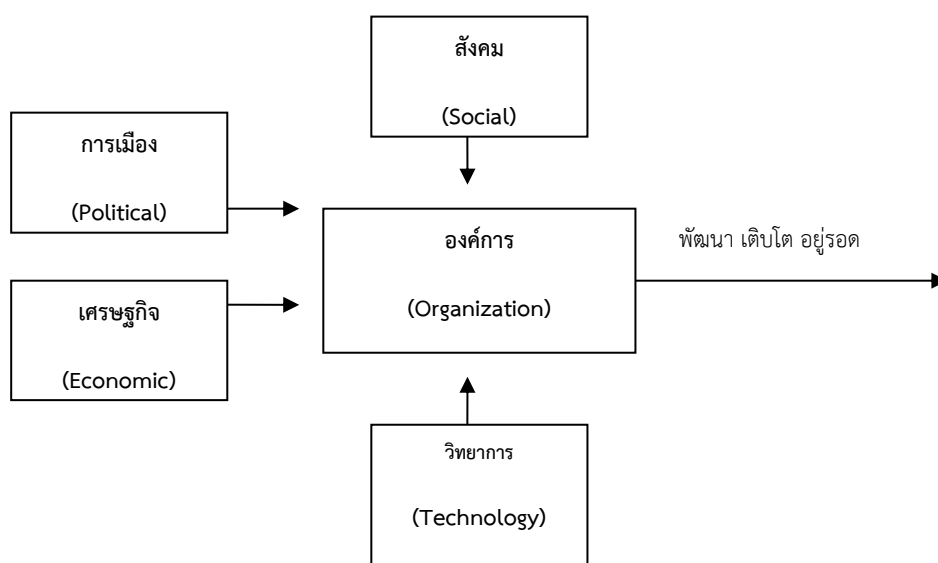 สังคม
(Social)
การเมือง
(Political)
องค์การ
(Organization)
พัฒนา เติบโต อยู่รอด
เศรษฐกิจ
(Economic)
วิทยาการ
(Technology)